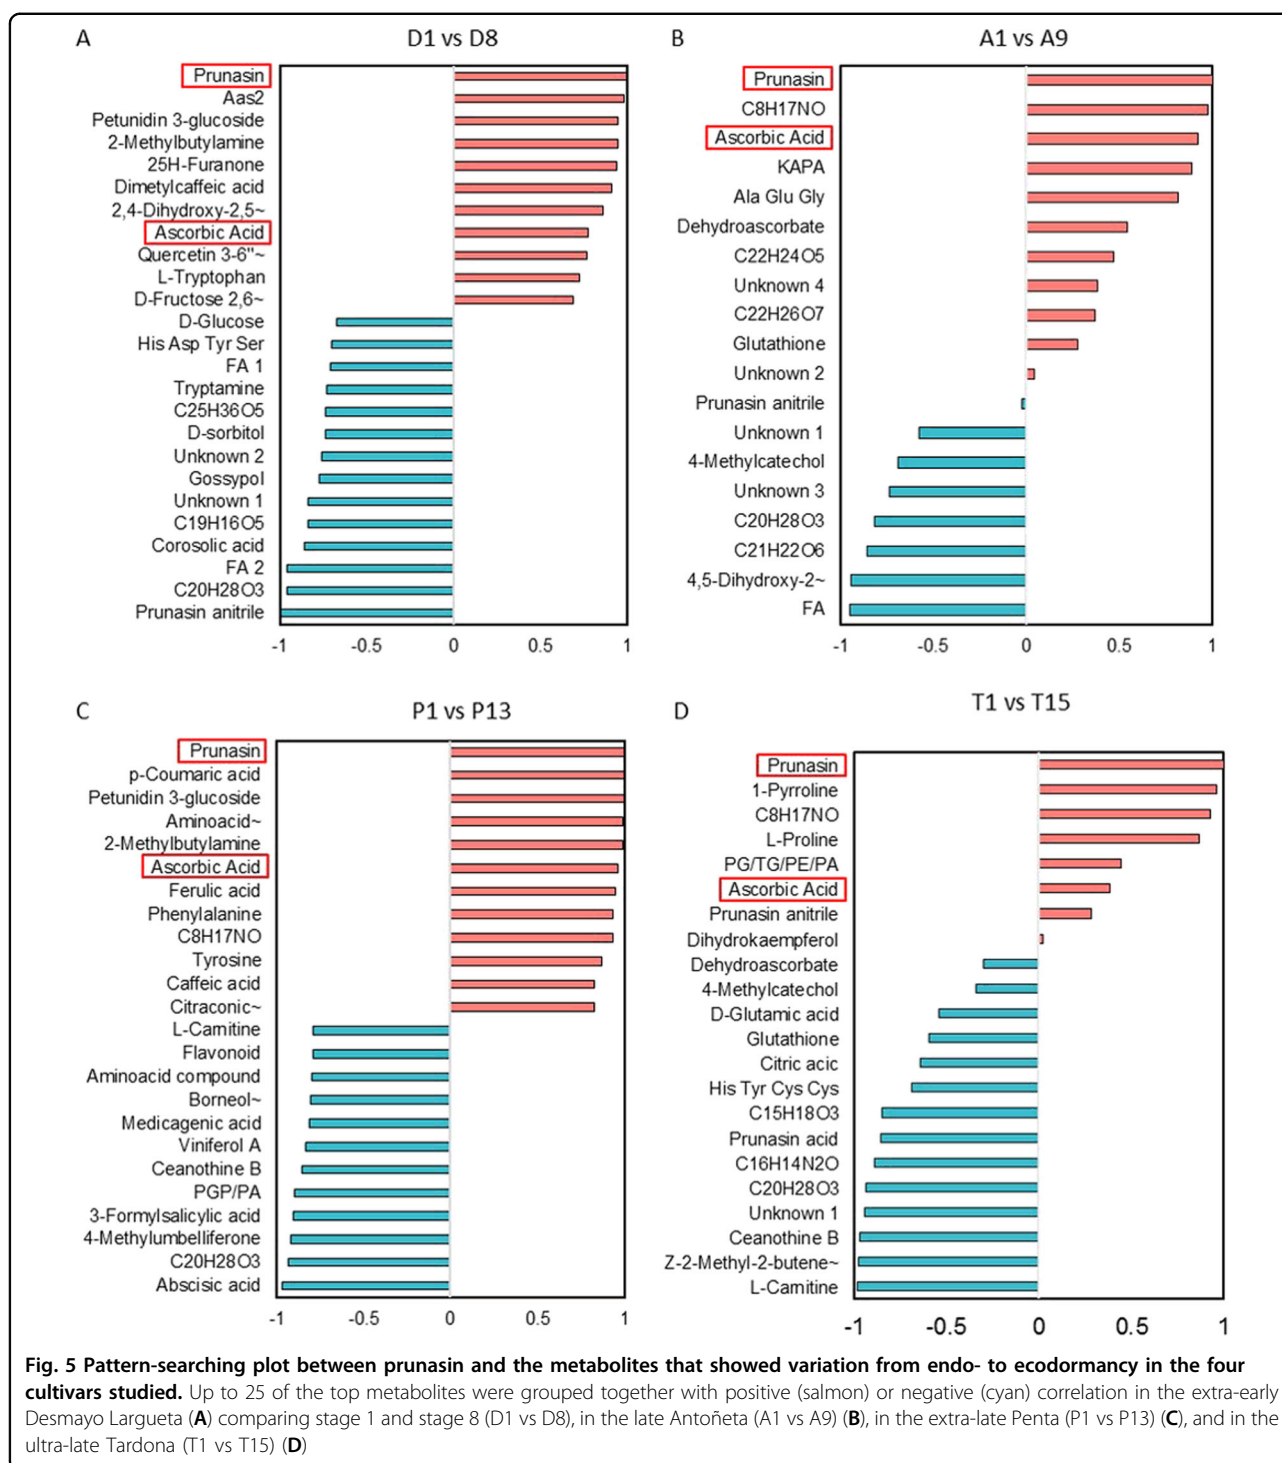 A
D1 vs D8
Prunasin
Aas2
Petunidin 3-glucoside
2-Methylbutylamine
25H-Furanone
Dimetylcaffeic acid
2,4-Dihydroxy-2,5~
Ascorbic Acid
Quercetin 3-6"~
L-Tryptophan
D-Fructose 2,6~
D-Glucose
His Asp Tyr Ser
FA 1
Tryptamine
C25H36O5
D-sorbitol
Unknown 2
Gossypol
Unknown 1
C19H16O5
Corosolic acid
FA 2
C20H28O3
Prunasin anitrile
-1 -0.5 0 0.5 1
B
A1 vs A9
Prunasin
C8H17NO
Ascorbic Acid
KAPA
Ala Glu Gly
Dehydroascorbate
C22H24O5
Unknown 4
C22H26O7
Glutathione
Unknown 2
Prunasin anitrile
Unknown 1
4-Methylcatechol
Unknown 3
C20H28O3
C21H22O6
4,5-Dihydroxy-2~
FA
-1 -0.5 0 0.5 1
C
P1 vs P13
Prunasin
p-Coumaric acid
Petunidin 3-glucoside
Aminoacid~
2-Methylbutylamine
Ascorbic Acid
Ferulic acid
Phenylalanine
C8H17NO
Tyrosine
Caffeic acid
Citraconic~
L-Carnitine
Flavonoid
Aminoacid compound
Borneol~
Medicagenic acid
Viniferol A
Ceanothine B
PGP/PA
3-Formylsalicylic acid
4-Methylumbelliferone
C20H28O3
Abscisic acid
-1 -0.5 0 0.5 1
D
T1 vs T15
Prunasin
1-Pyrroline
C8H17NO
L-Proline
PG/TG/PE/PA
Ascorbic Acid
Prunasin anitrile
Dihydrokaempferol
Dehydroascorbate
4-Methylcatechol
D-Glutamic acid
Glutathione
Citric acic
His Tyr Cys Cys
C15H18O3
Prunasin acid
C16H14N2O
C20H28O3
Unknown 1
Ceanothine B
Z-2-Methyl-2-butene~
L-Carnitine
-1 -0.5 0 0.5 1
Fig. 5 Pattern-searching plot between prunasin and the metabolites that showed variation from endo- to ecodormancy in the four
cultivars studied. Up to 25 of the top metabolites were grouped together with positive (salmon) or negative (cyan) correlation in the extra-early
Desmayo Largueta (A) comparing stage 1 and stage 8 (D1 vs D8), in the late Antoñeta (A1 vs A9) (B), in the extra-late Penta (P1 vs P13) (C), and in the
ultra-late Tardona (T1 vs T15) (D)